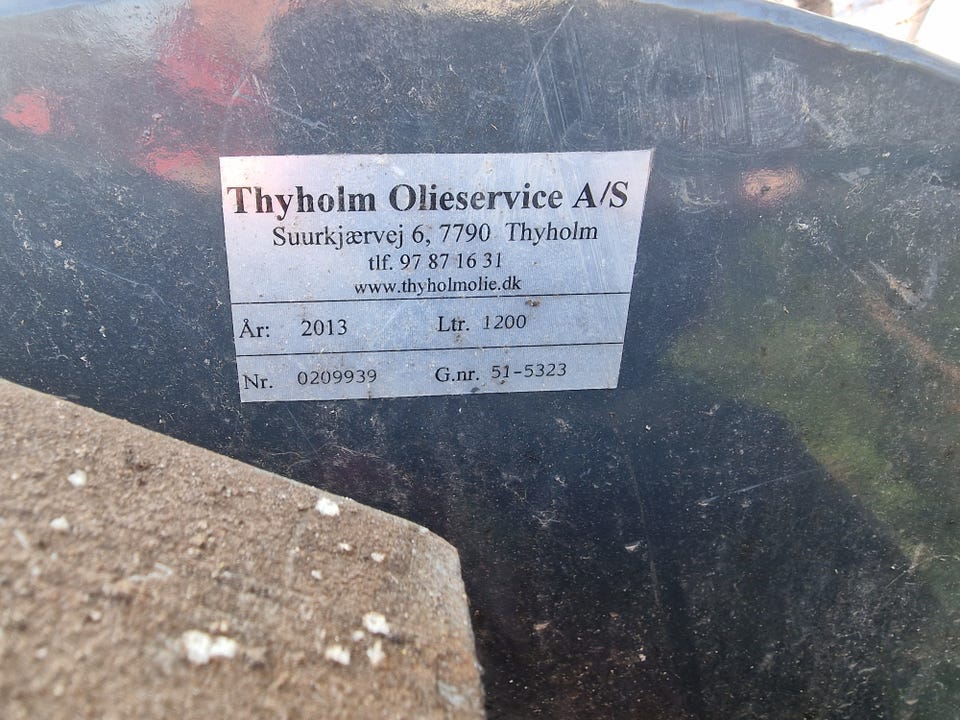 Thyholm Olieservice A/S
Suurkjærvej 6, 7790 Thyholm
tlf. 97 87 16 31
www.thyholmolie.dk
År: 2013 Ltr. 1200
Nr. 0209939 G.nr. 51-5323